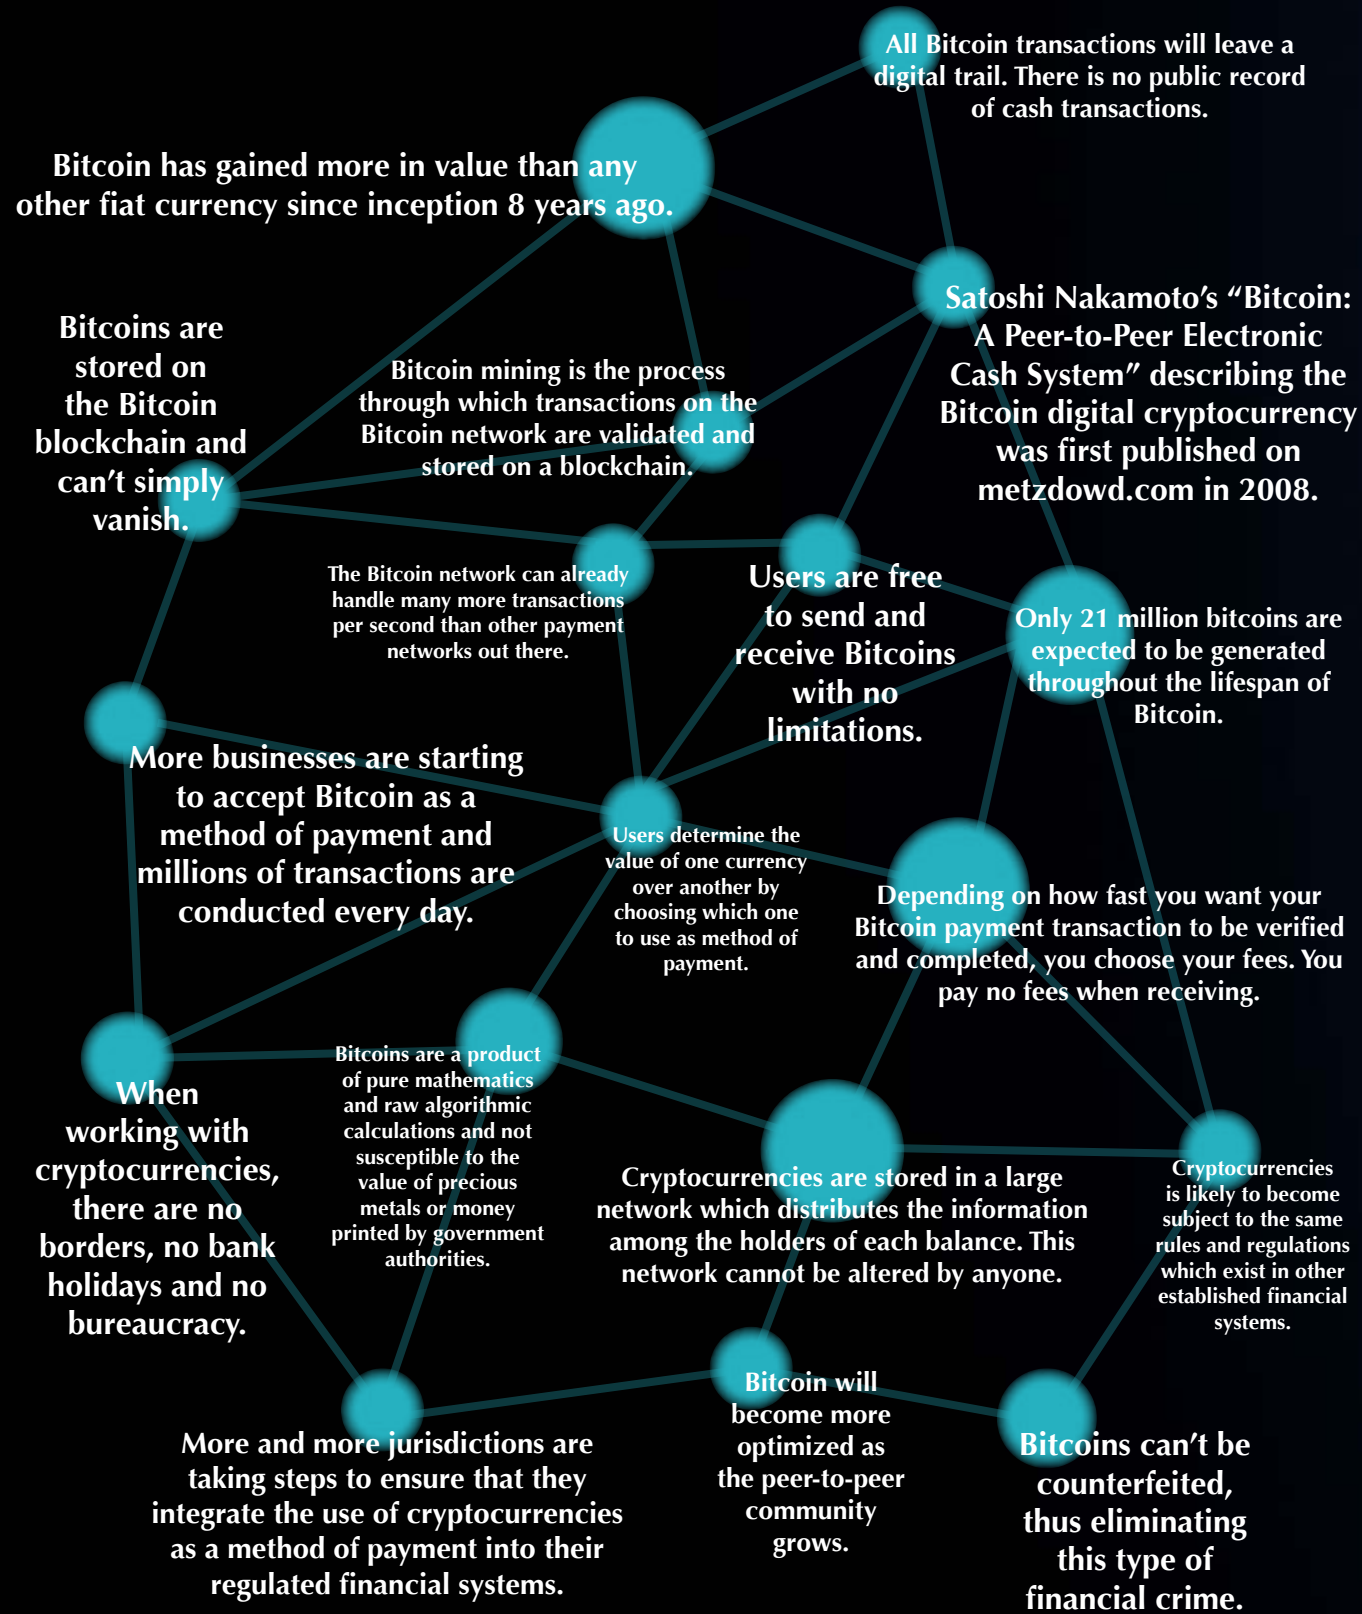 All Bitcoin transactions will leave a
digital trail. There is no public record
of cash transactions.
Bitcoin has gained more in value than any
other fiat currency since inception 8 years ago.
Satoshi Nakamoto’s “Bitcoin:
A Peer-to-Peer Electronic
Cash System” describing the
Bitcoin digital cryptocurrency
was first published on
metzdowd.com in 2008.
Bitcoins are
stored on
the Bitcoin
blockchain and
can’t simply
vanish.
Bitcoin mining is the process
through which transactions on the
Bitcoin network are validated and
stored on a blockchain.
The Bitcoin network can already
handle many more transactions
per second than other payment
networks out there.
Users are free
to send and
receive Bitcoins
with no
limitations.
Only 21 million bitcoins are
expected to be generated
throughout the lifespan of
Bitcoin.
More businesses are starting
to accept Bitcoin as a
method of payment and
millions of transactions are
conducted every day.
Users determine the
value of one currency
over another by
choosing which one
to use as method of
payment.
Depending on how fast you want your
Bitcoin payment transaction to be verified
and completed, you choose your fees. You
pay no fees when receiving.
When
working with
cryptocurrencies,
there are no
borders, no bank
holidays and no
bureaucracy.
Bitcoins are a product
of pure mathematics
and raw algorithmic
calculations and not
susceptible to the
value of precious
metals or money
printed by government
authorities.
Cryptocurrencies are stored in a large
network which distributes the information
among the holders of each balance. This
network cannot be altered by anyone.
Cryptocurrencies
is likely to become
subject to the same
rules and regulations
which exist in other
established financial
systems.
More and more jurisdictions are
taking steps to ensure that they
integrate the use of cryptocurrencies
as a method of payment into their
regulated financial systems.
Bitcoin will
become more
optimized as
the peer-to-peer
community
grows.
Bitcoins can’t be
counterfeited,
thus eliminating
this type of
financial crime.